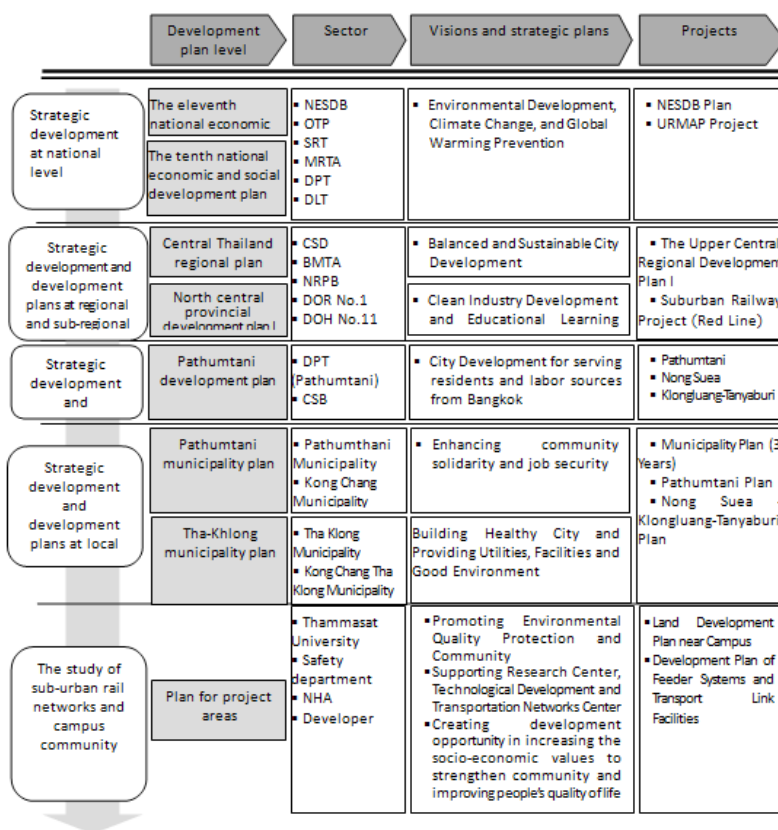 Development
plan level
Sector
Visions and strategic plans
Projects
Strategic
development
at national
level
The eleventh
national economic
The tenth national
economic and social
development plan
▪ NESDB
▪ OTP
▪ SRT
▪ MRTA
▪ DPT
▪ DLT
▪ Environmental Development,
Climate Change, and Global
Warming Prevention
▪ NESDB Plan
▪ URMAP Project
Strategic
development and
development
plans at regional
and sub-regional
Central Thailand
regional plan
North central
provincial
development plan I
▪ CSD
▪ BMTA
▪ NRPB
▪ DOR No.1
▪ DOH No.11
▪ Balanced and Sustainable City
Development
▪ Clean Industry Development
and Educational Learning
▪ The Upper Central
Regional Development
Plan I
▪ Suburban Railway
Project (Red Line)
Strategic
development
and
Pathumtani
development plan
▪ DPT
(Pathumtani)
▪ CSB
▪ City Development for serving
residents and labor sources
from Bangkok
▪ Pathumtani
▪ Nong Suea
▪ Klongluang-Tanyaburi
Strategic
development
and
development
plans at local
Pathumtani
municipality plan
▪ Pathumthani
Municipality
▪ Kong Chang
Municipality
▪ Enhancing community
solidarity and job security
▪ Municipality Plan (3
Years)
▪ Pathumtani Plan
▪ Nong Suea -
Klongluang-Tanyaburi
Plan
Tha-Khlong
municipality plan
▪ Tha Klong
Municipality
▪ Kong Chang Tha
Klong Municipality
Building Healthy City and
Providing Utilities, Facilities and
Good Environment
The study of
sub-urban rail
networks and
campus
community
Plan for project
areas
▪ Thammasat
University
▪ Safety
department
▪ NHA
▪ Developer
▪ Promoting Environmental
Quality Protection and
Community
▪ Supporting Research Center,
Technological Development and
Transportation Networks Center
▪ Creating development
opportunity in increasing the
socio-economic values to
strengthen community and
improving people's quality of life
▪ Land Development
Plan near Campus
▪ Development Plan of
Feeder Systems and
Transport Link
Facilities